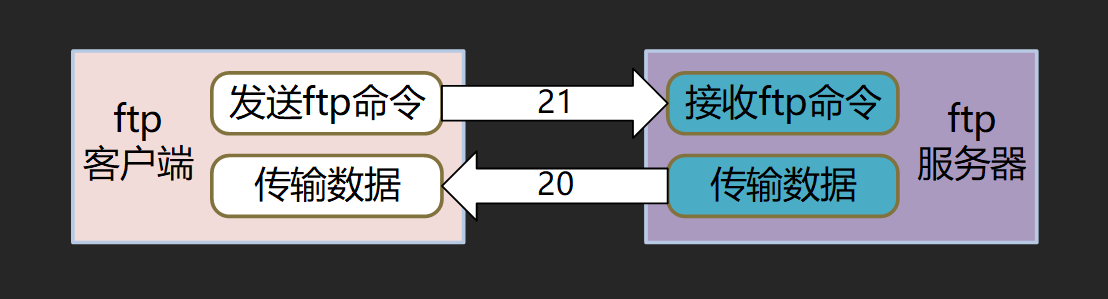 ftp
客户端
发送ftp命令
21
接收ftp命令
传输数据
20
传输数据
ftp
服务器